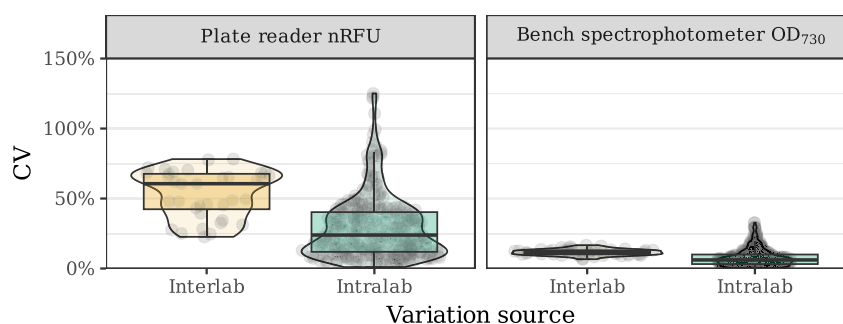 Plate reader nRFU
Bench spectrophotometer OD₇₃₀
150%
100%
50%
0%
CV
Interlab
Intralab
Interlab
Intralab
Variation source